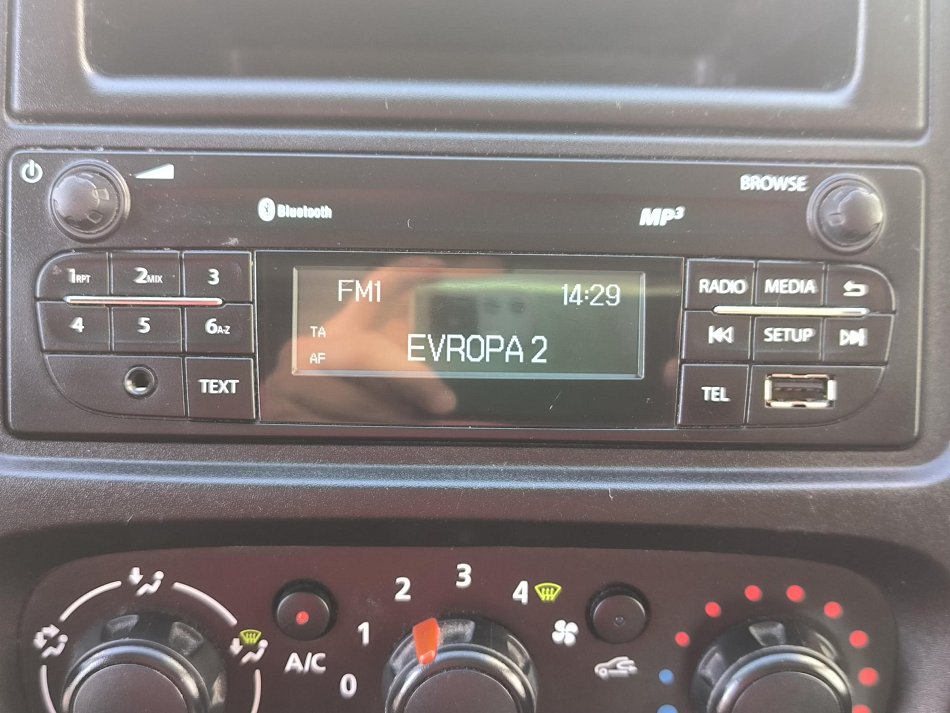 BROWSE
Bluetooth
MP3
1RPT 2MIX 3
RADIO MEDIA
FM1 14:29
4 5 6A-Z
TA
EVROPA 2
SETUP
AF
TEXT
TEL
0 1 2 3 4
A/C